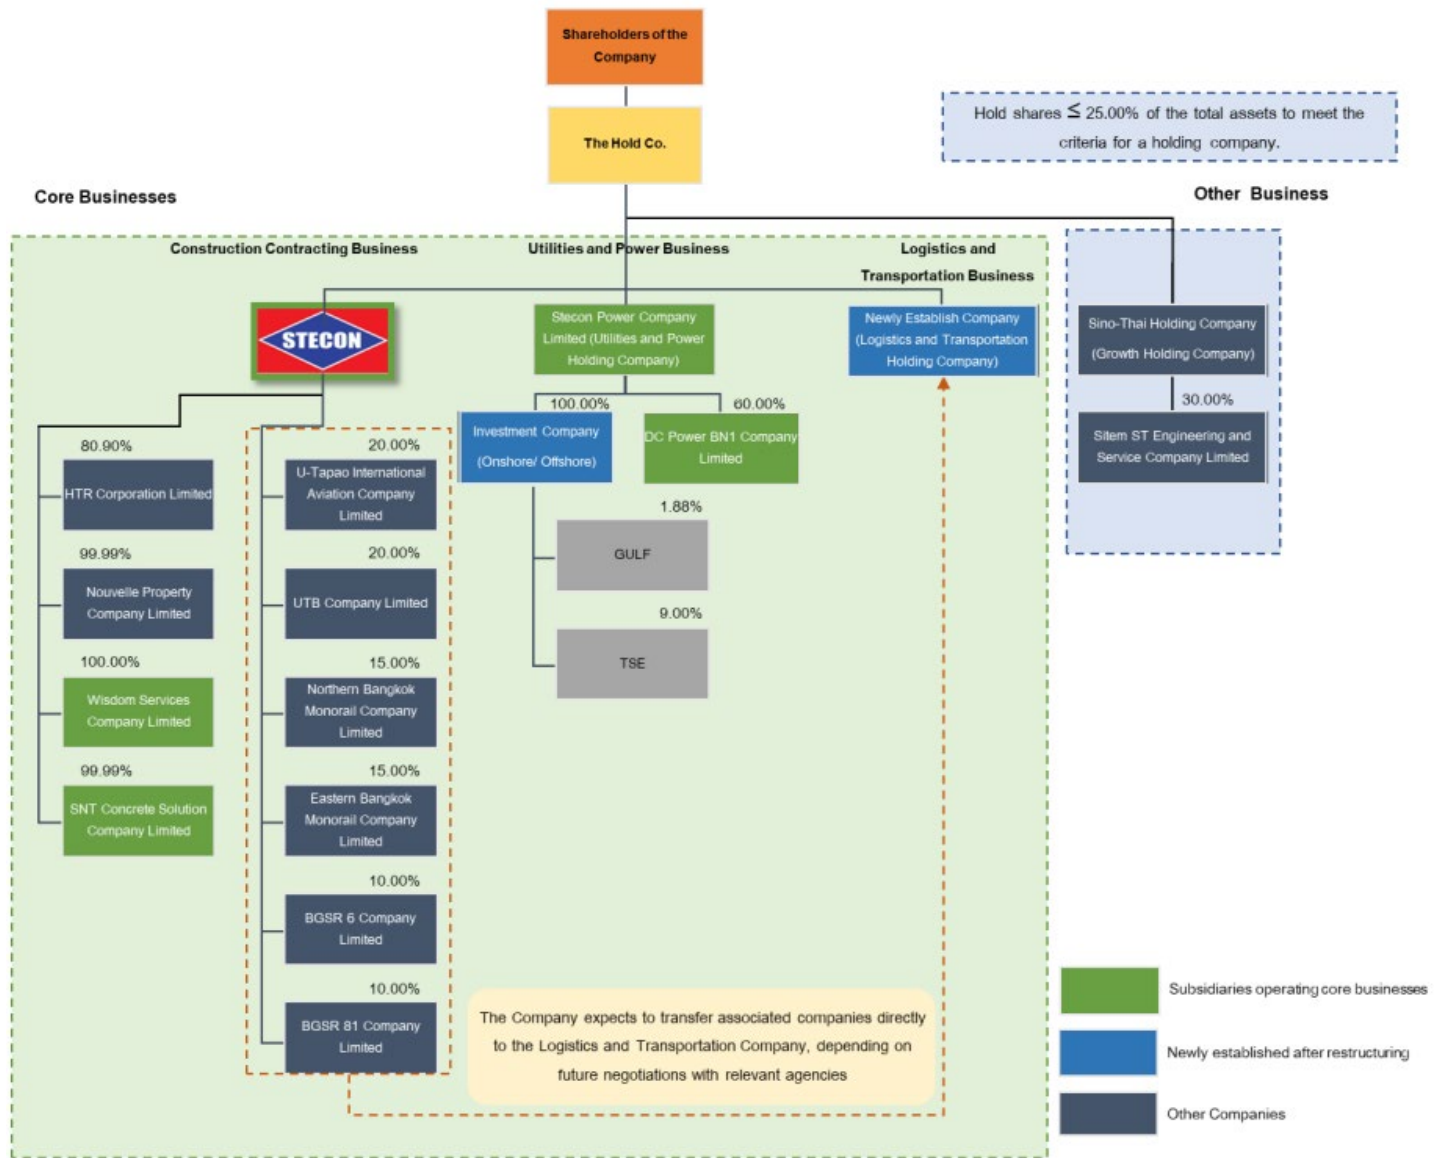 Shareholders of the
Company
The Hold Co.
Hold shares ≤ 25.00% of the total assets to meet the
criteria for a holding company.
Core Businesses
Other Business
Construction Contracting Business
Utilities and Power Business
Logistics and
Transportation Business
STECON
Stecon Power Company
Limited (Utilities and Power
Holding Company)
Newly Establish Company
(Logistics and Transportation
Holding Company)
Sino-Thai Holding Company
(Growth Holding Company)
30.00%
Sitem ST Engineering and
Service Company Limited
100.00%
Investment Company
(Onshore/ Offshore)
60.00%
DC Power BN1 Company
Limited
1.88%
GULF
9.00%
TSE
80.90%
HTR Corporation Limited
99.99%
Nouvelle Property
Company Limited
100.00%
Wisdom Services
Company Limited
99.99%
SNT Concrete Solution
Company Limited
20.00%
U-Tapao International
Aviation Company
Limited
20.00%
UTB Company Limited
15.00%
Northern Bangkok
Monorail Company
Limited
15.00%
Eastern Bangkok
Monorail Company
Limited
10.00%
BGSR 6 Company
Limited
10.00%
BGSR 81 Company
Limited
The Company expects to transfer associated companies directly
to the Logistics and Transportation Company, depending on
future negotiations with relevant agencies
Subsidiaries operating core businesses
Newly established after restructuring
Other Companies